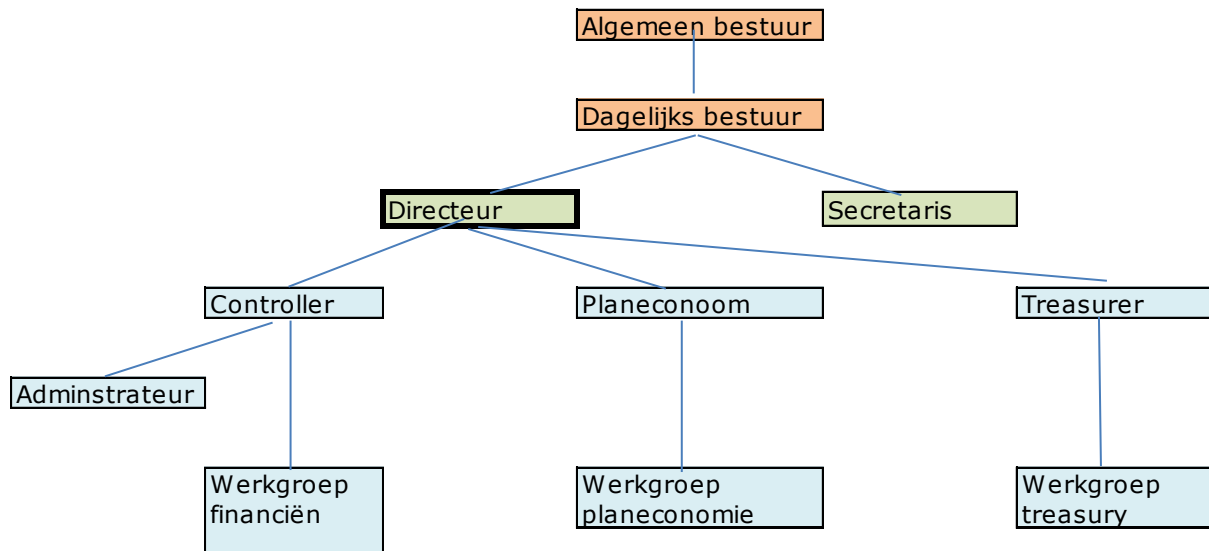 Algemeen bestuur
Dagelijks bestuur
Directeur
Secretaris
Controller
Planeconoom
Treasurer
Adminstrateur
Werkgroep
financiën
Werkgroep
planeconomie
Werkgroep
treasury